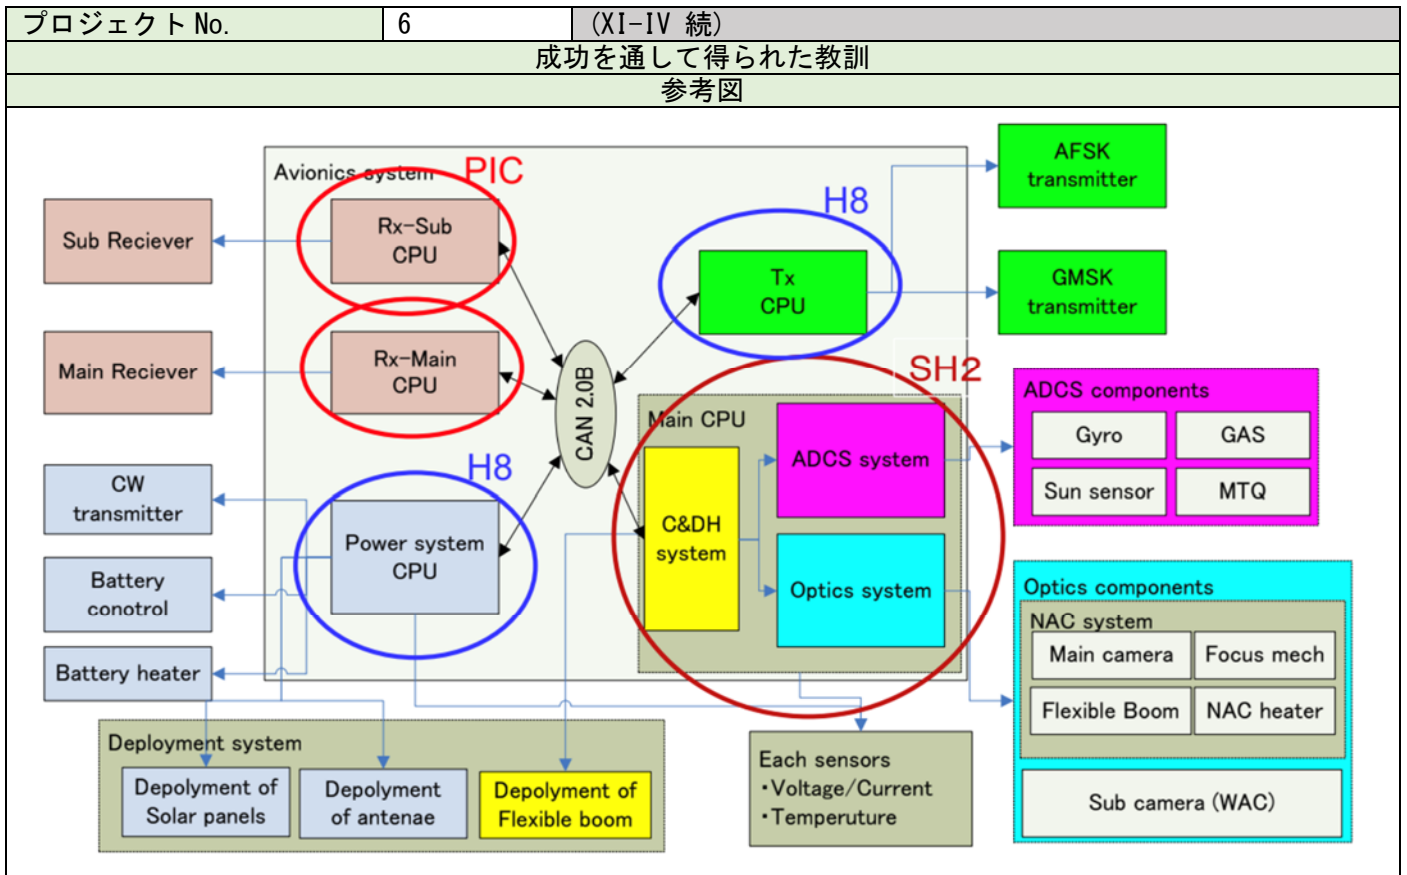 プロジェクト No.
6
(XI-IV 続)
成功を通して得られた教訓
参考図
Avionics system
PIC
Rx-Sub
CPU
Sub Reciever
Rx-Main
CPU
Main Reciever
H8
Tx
CPU
AFSK
transmitter
GMSK
transmitter
CAN 2.0B
SH2
Main CPU
C&DH
system
ADCS system
Optics system
ADCS components
Gyro
GAS
Sun sensor
MTQ
H8
Power system
CPU
CW
transmitter
Battery
conotrol
Battery heater
Optics components
NAC system
Main camera
Focus mech
Flexible Boom
NAC heater
Sub camera (WAC)
Deployment system
Depolyment of
Solar panels
Depolyment
of antenae
Depolyment of
Flexible boom
Each sensors
・Voltage/Current
・Temperuture